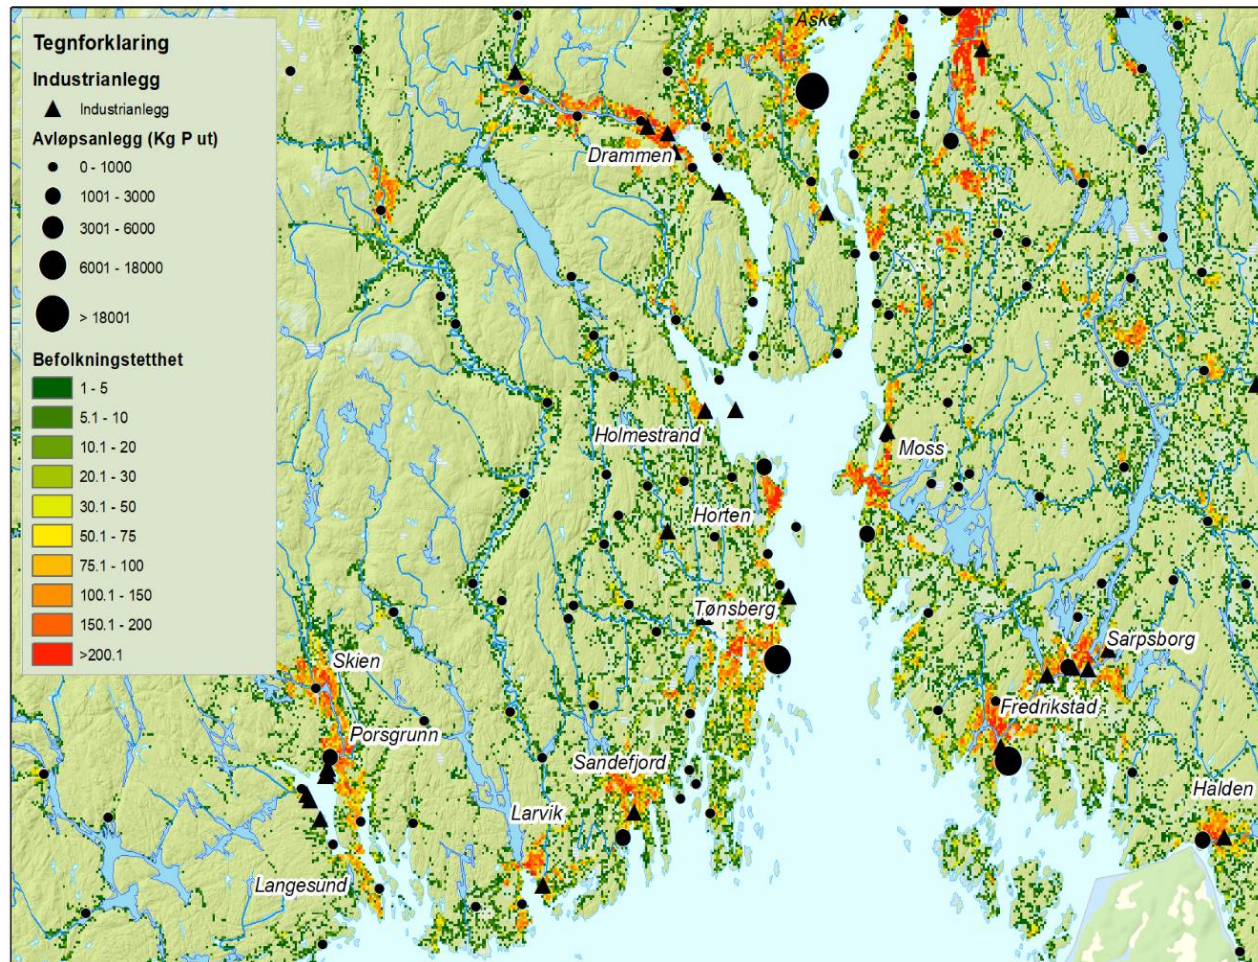 Tegnforklaring
Industrianlegg
Industrianlegg
Avløpsanlegg (Kg P ut)
0 - 1000
1001 - 3000
3001 - 6000
6001 - 18000
> 18001
Befolkningstetthet
1 - 5
5.1 - 10
10.1 - 20
20.1 - 30
30.1 - 50
50.1 - 75
75.1 - 100
100.1 - 150
150.1 - 200
>200.1
Aske
Drammen
Holmestrand
Moss
Horten
Tønsberg
Sarpsborg
Skien
Fredrikstad
Porsgrunn
Sandefjord
Halden
Larvik
Langesund